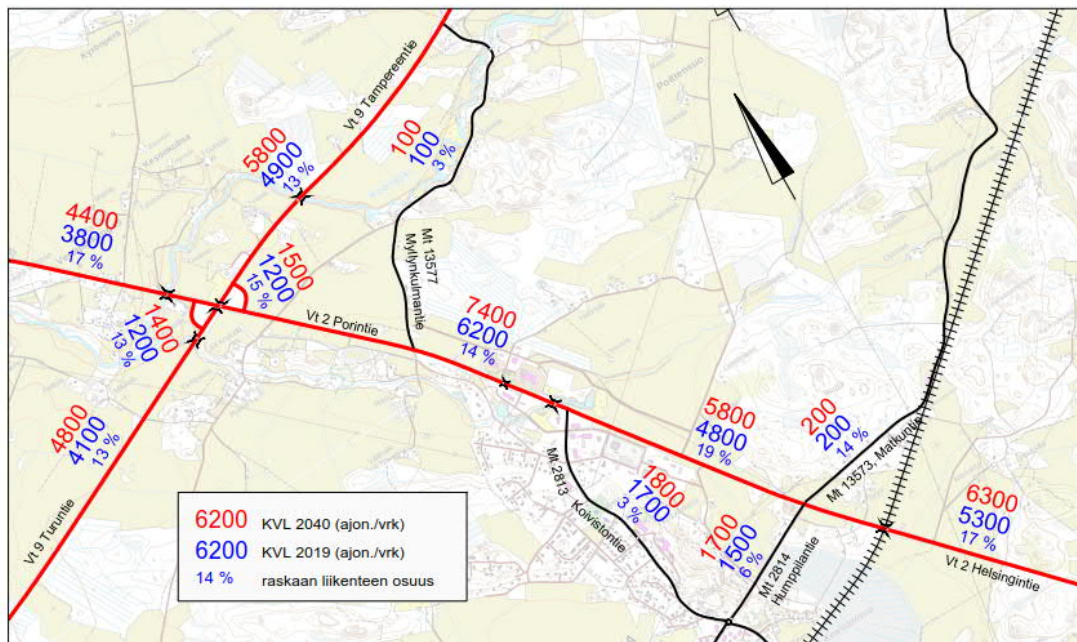 Vt 9 Tampereentie
5800
4900
13 %
100
100
3 %
4400
3800
17 %
1500
1200
15 %
Mt 13577
Myllynkulmantie
1400
1200
13 %
Vt 2 Porintie
7400
6200
14 %
4800
4100
13 %
5800
4800
19 %
200
200
14 %
Mt 13573, Matkuntie
Mt 2813 Koivistontie
1800
1700
3 %
1700
1500
6 %
Mt 2814
Humppilantie
6300
5300
17 %
Vt 2 Helsingintie
Vt 9 Turuntie
6200 KVL 2040 (ajon./vrk)
6200 KVL 2019 (ajon./vrk)
14 % raskaan liikenteen osuus